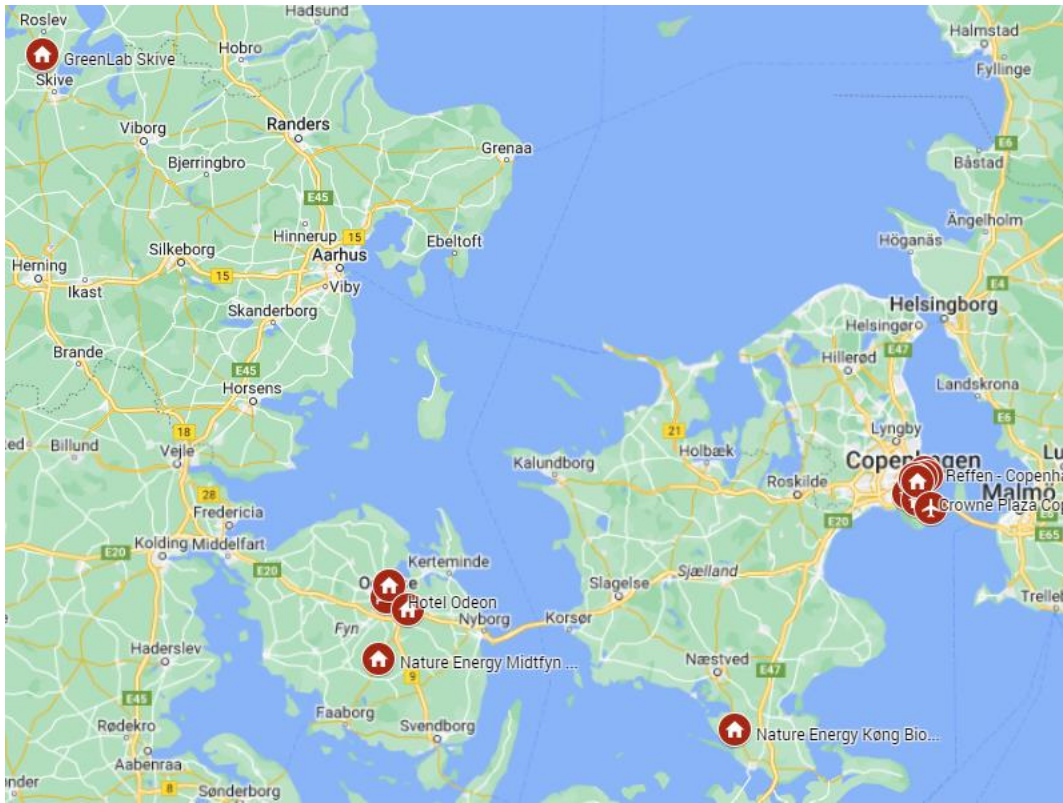 Roslev
Hadsund
GreenLab Skive
Hobro
Skive
Halmstad
Fyllinge
Viborg
Randers
Grenaa
E6
Båstad
Bjerringbro
E45
Ängelholm
Hinnerup
15
Ebeltoft
Höganäs
Silkeborg
Aarhus
Herning
15
Viby
E4
Ikast
Skanderborg
Helsingborg
Helsingør
E47
Brande
Hillerød
E45
Landskrona
Horsens
E6
18
21
Lyngby
Billund
Vejle
Holbæk
Kalundborg
Copenhagen
Reffen - Copenha
28
Roskilde
Malmö
Crowne Plaza Cop
Fredericia
E20
E65
Kolding
Middelfart
E20
Kerteminde
E20
Slagelse
Sjælland
Hotel Odeon
Trelle
Fyn
Nyborg
Korsør
Haderslev
Nature Energy Midtfyn ...
Næstved
E47
9
E45
Faaborg
Svendborg
Rødekro
Nature Energy Køng Bio....
Aabenraa
8
Sønderborg